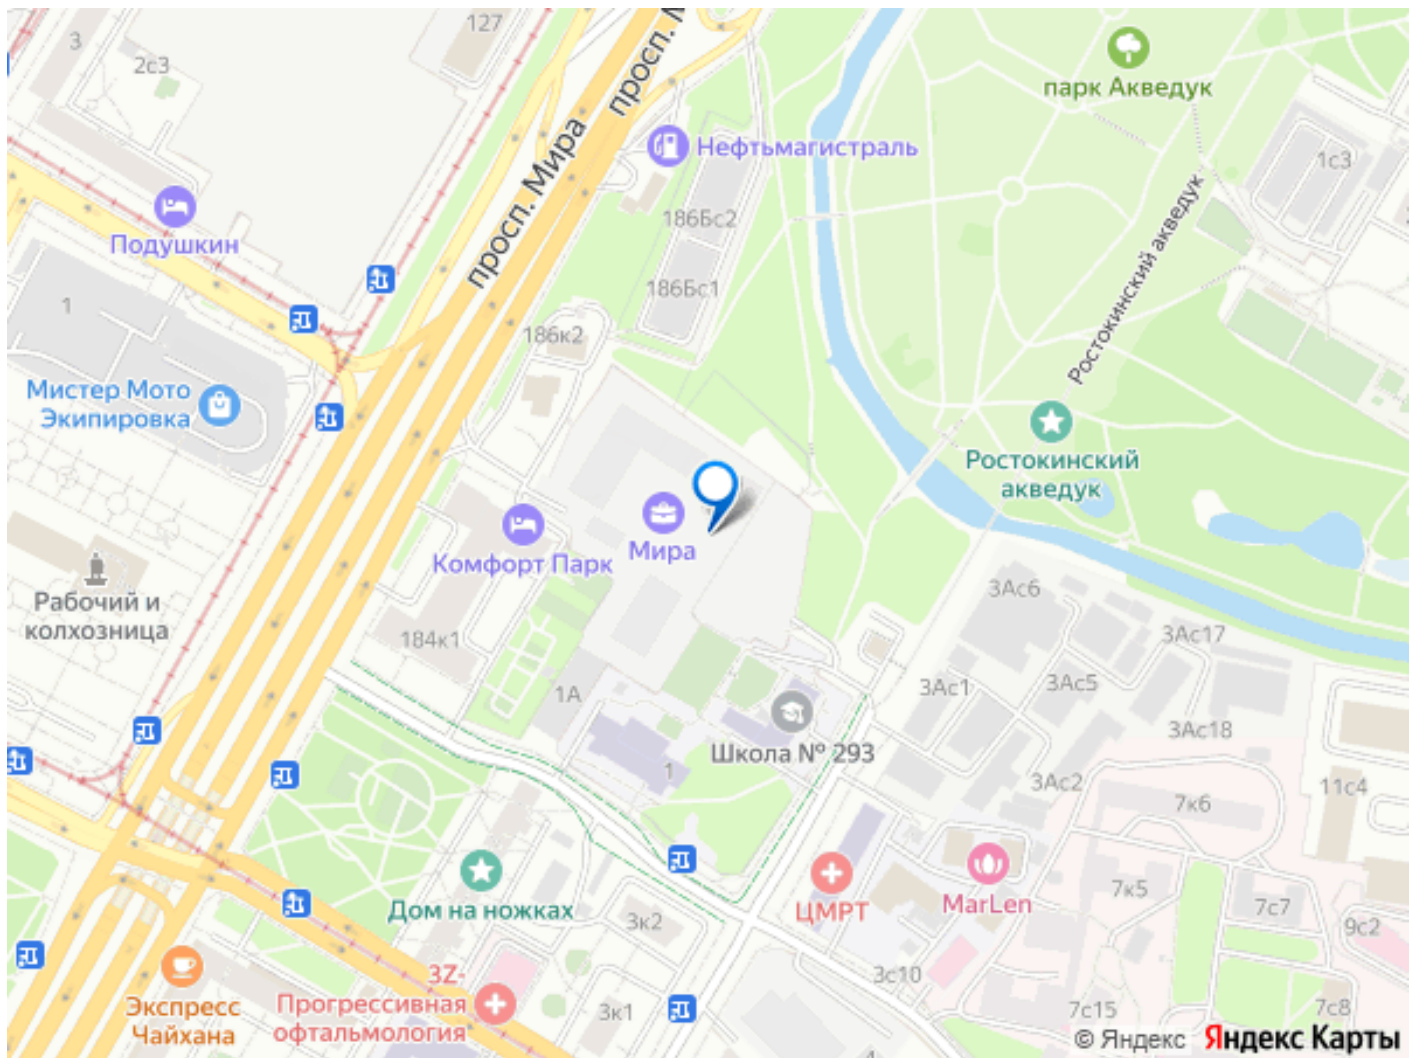 127
3
2с3
просп. М
просп. Мира
парк Акведук
Нефтьмагистраль
1с3
Подушкин
186Бс2
Ростокинский акведук
186Бс1
1
186к2
Мистер Мото
Экипировка
Ростокинский
акведук
Мира
Комфорт Парк
Рабочий и
колхозница
184к1
3Ас6
3Ас17
1А
3Ас1
3Ас5
3Ас18
Школа № 293
1
3Ас2
7к6
11с4
Дом на ножках
3к2
ЦМРТ
MarLen
7к5
7с7
9с2
3Z-
Прогрессивная
офтальмология
3с10
Экспресс
Чайхана
3к1
7с15
7с8
4
© Яндекс Яндекс Карты